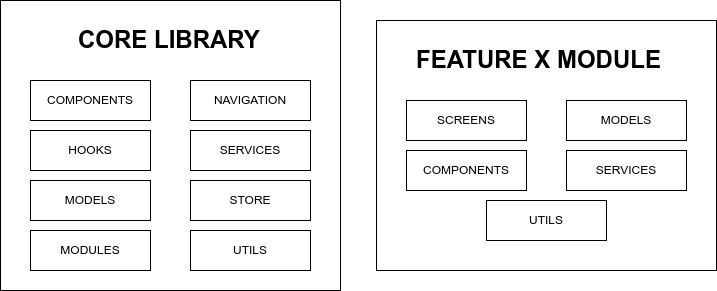 CORE LIBRARY
COMPONENTS
NAVIGATION
HOOKS
SERVICES
MODELS
STORE
MODULES
UTILS
FEATURE X MODULE
SCREENS
MODELS
COMPONENTS
SERVICES
UTILS